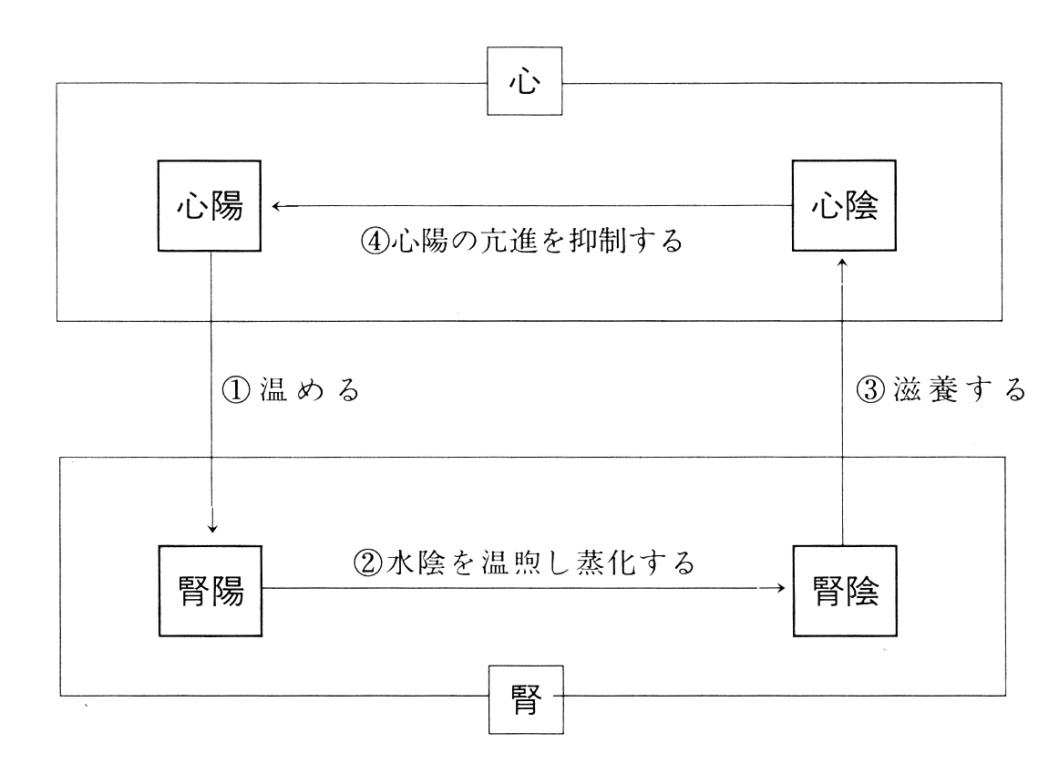 心
心陽
心陰
④心陽の亢進を抑制する
①温める
③滋養する
②水陰を温煦し蒸化する
腎陽
腎陰
腎